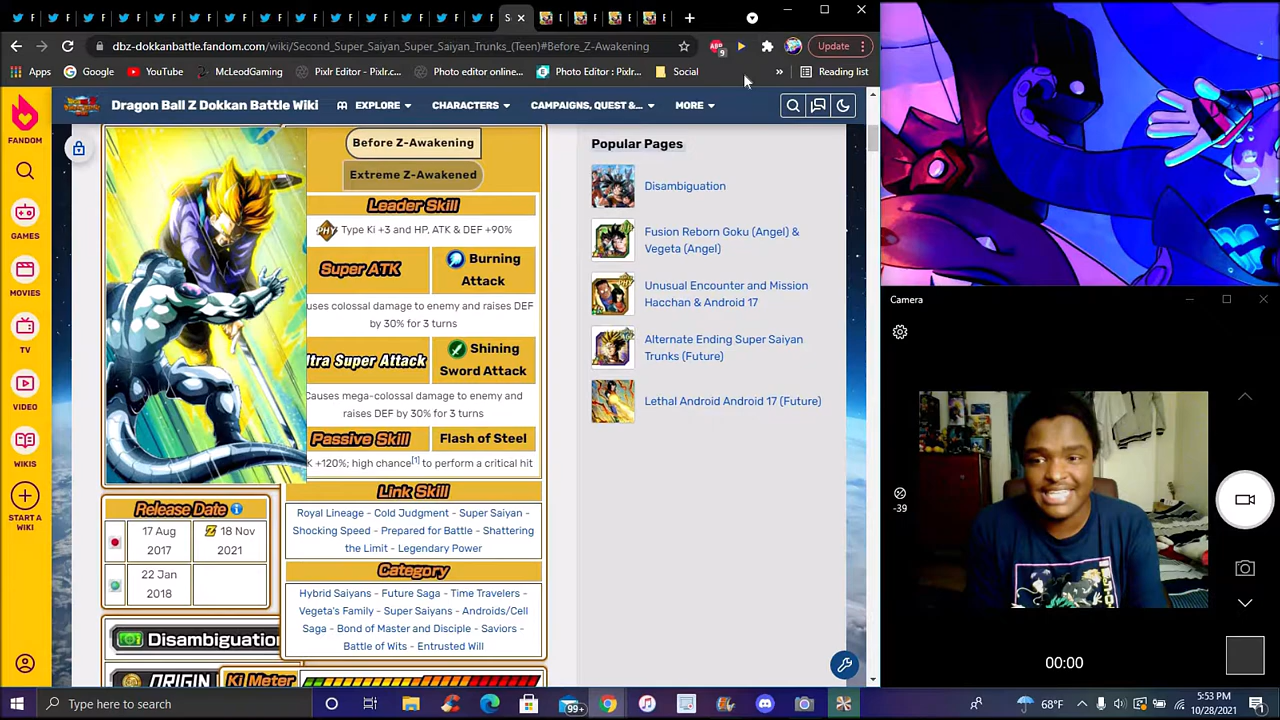 S
Update
dbz-dokkanbattle.fandom.com/wiki/Second_Super_Saiyan_Super_Saiyan_Trunks_(Teen)#Before_Z-Awakening
ABP
9
Apps
Google
YouTube
McLeodGaming
Pixlr Editor - Pixlr.c...
Photo editor online...
Photo Editor : Pixlr...
Social
»
Reading list
FANDOM
GAMES
MOVIES
TV
VIDEO
WIKIS
START A
WIKI
Dragon Ball Z Dokkan Battle Wiki
EXPLORE
CHARACTERS
CAMPAIGNS, QUEST &...
MORE
Before Z-Awakening
Extreme Z-Awakened
Leader Skill
PHY Type Ki +3 and HP, ATK & DEF +90%
Super ATK
Burning
Attack
uses colossal damage to enemy and raises DEF
by 30% for 3 turns
ltra Super Attack
Shining
Sword Attack
Causes mega-colossal damage to enemy and
raises DEF by 30% for 3 turns
Passive Skill
Flash of Steel
K +120%; high chance[1] to perform a critical hit
Link Skill
Royal Lineage - Cold Judgment - Super Saiyan -
Shocking Speed - Prepared for Battle - Shattering
the Limit - Legendary Power
Category
Hybrid Saiyans - Future Saga - Time Travelers -
Vegeta's Family - Super Saiyans - Androids/Cell
Saga - Bond of Master and Disciple - Saviors -
Battle of Wits - Entrusted Will
Release Date
17 Aug
2017
Z 18 Nov
2021
22 Jan
2018
Disambiguation
ORIGIN
Ki Meter
Popular Pages
Disambiguation
Fusion Reborn Goku (Angel) &
Vegeta (Angel)
Unusual Encounter and Mission
Hacchan & Android 17
Alternate Ending Super Saiyan
Trunks (Future)
Lethal Android Android 17 (Future)
Camera
-39
00:00
Type here to search
99+
68°F
5:53 PM
10/28/2021